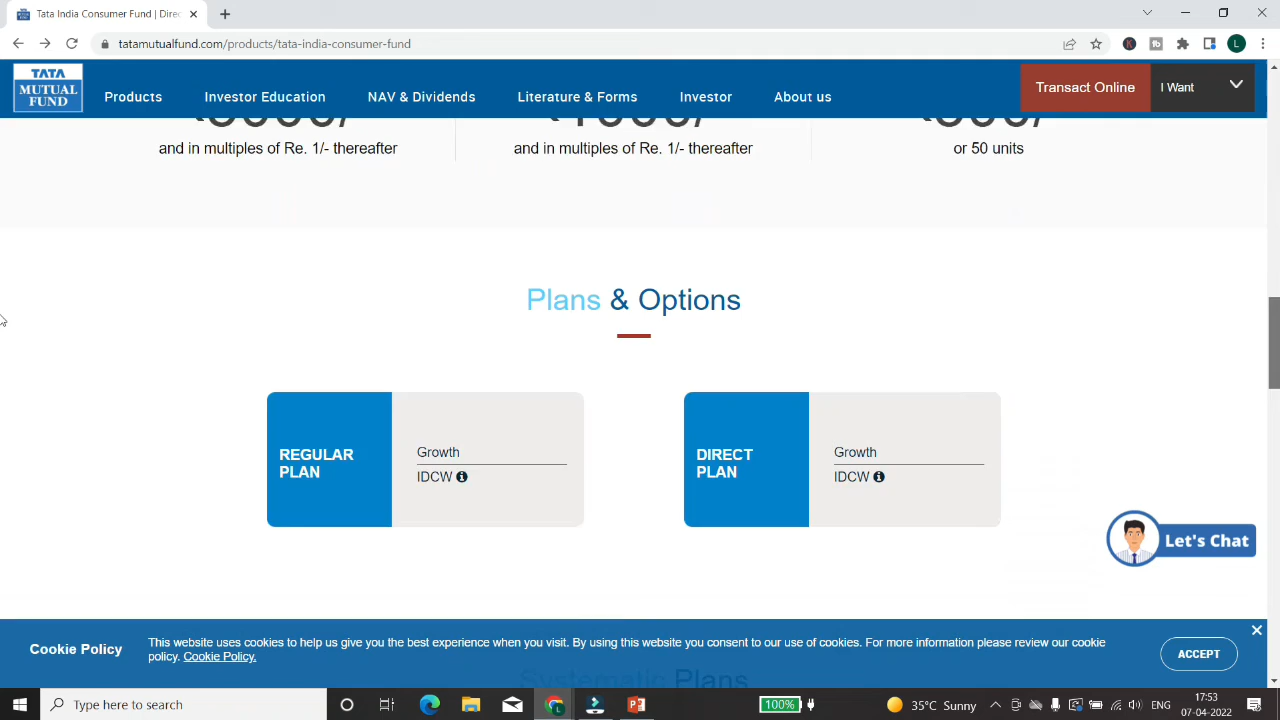 Tata India Consumer Fund | Direc
tatamutualfund.com/products/tata-india-consumer-fund
L
TATA
MUTUAL
FUND
Products
Investor Education
NAV & Dividends
Literature & Forms
Investor
About us
Transact Online
I Want
and in multiples of Re. 1/- thereafter
and in multiples of Re. 1/- thereafter
or 50 units
Plans & Options
REGULAR
PLAN
Growth
IDCW
DIRECT
PLAN
Growth
IDCW
Let's Chat
Cookie Policy
This website uses cookies to help us give you the best experience when you visit. By using this website you consent to our use of cookies. For more information please review our cookie
policy. Cookie Policy.
ACCEPT
Systematic Plans
Type here to search
100%
35°C Sunny
ENG
17:53
07-04-2022